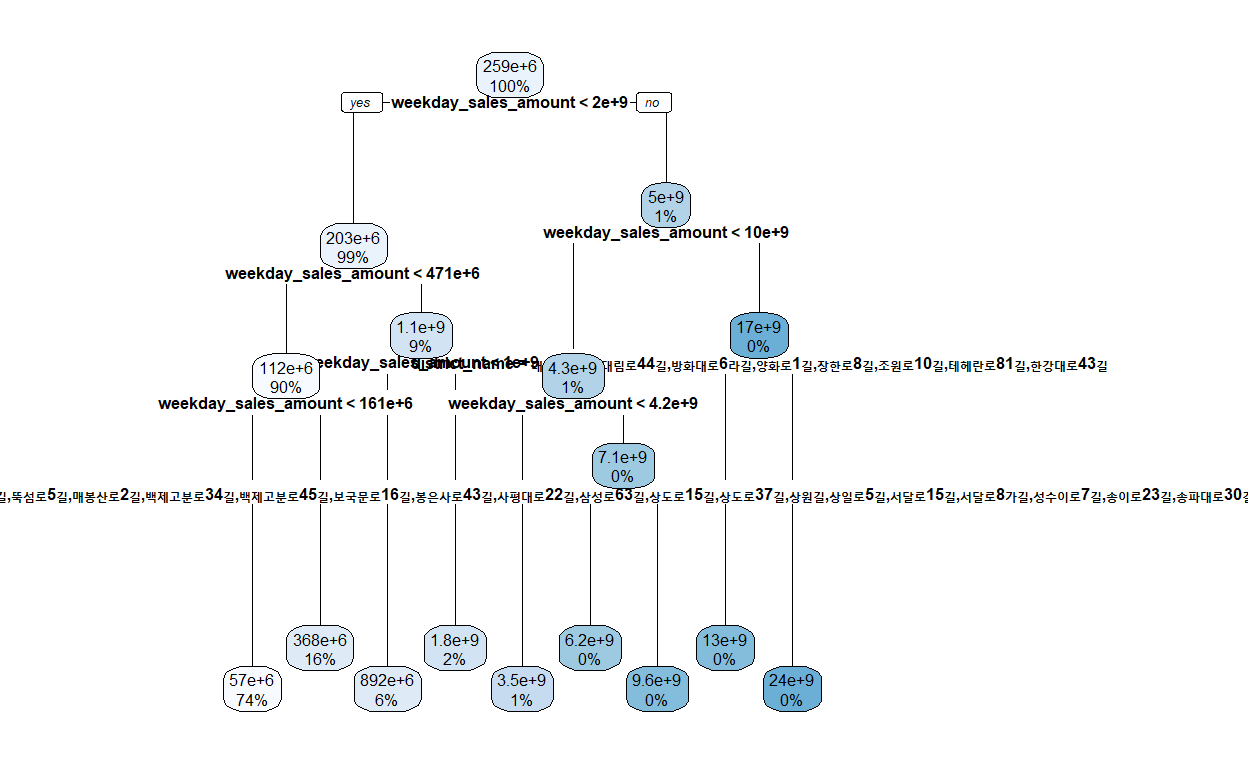 259e+6
100%
yes
weekday_sales_amount < 2e+9
no
5e+9
1%
weekday_sales_amount < 10e+9
203e+6
99%
weekday_sales_amount < 471e+6
1.1e+9
9%
17e+9
0%
112e+6
90%
4.3e+9
1%
대림로44길,방화대로6라길,양화로1길,장한로8길,조원로10길,테헤란로81길,한강대로43길
weekday_sales_amount < 161e+6
weekday_sales_amount < 4.2e+9
7.1e+9
0%
길,뚝섬로5길,매봉산로2길,백제고분로34길,백제고분로45길,보국문로16길,봉은사로43길,사평대로22길,삼성로63길,상도로15길,상도로37길,상원길,상일로5길,서달로15길,서달로8가길,성수이로7길,송이로23길,송파대로30길
368e+6
16%
1.8e+9
2%
6.2e+9
0%
13e+9
0%
57e+6
74%
892e+6
6%
3.5e+9
1%
9.6e+9
0%
24e+9
0%